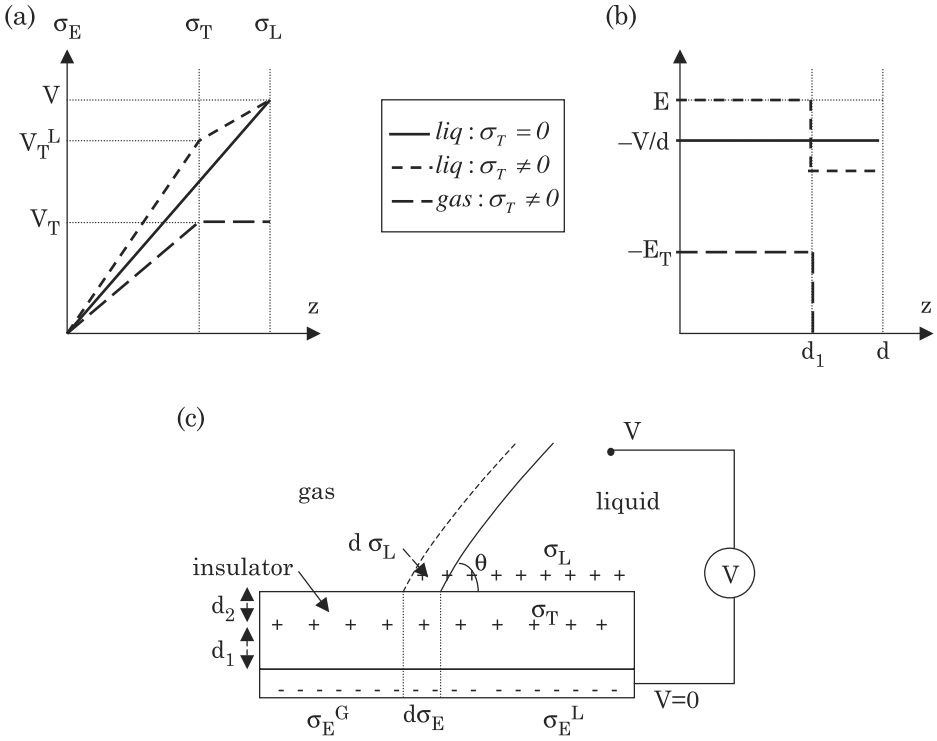 (a)
σE σT σL
V
VTL
VT
z
liq : σT = 0
liq : σT ≠ 0
gas : σT ≠ 0
(b)
E
–V/d
–ET
z
d1 d
(c)
V
gas
liquid
d σL
σL
θ
insulator
V
d2
σT
+ + + + + + + + + +
d1
- - - - - - - - - - - - - - - - - -
V=0
σEG dσE σEL